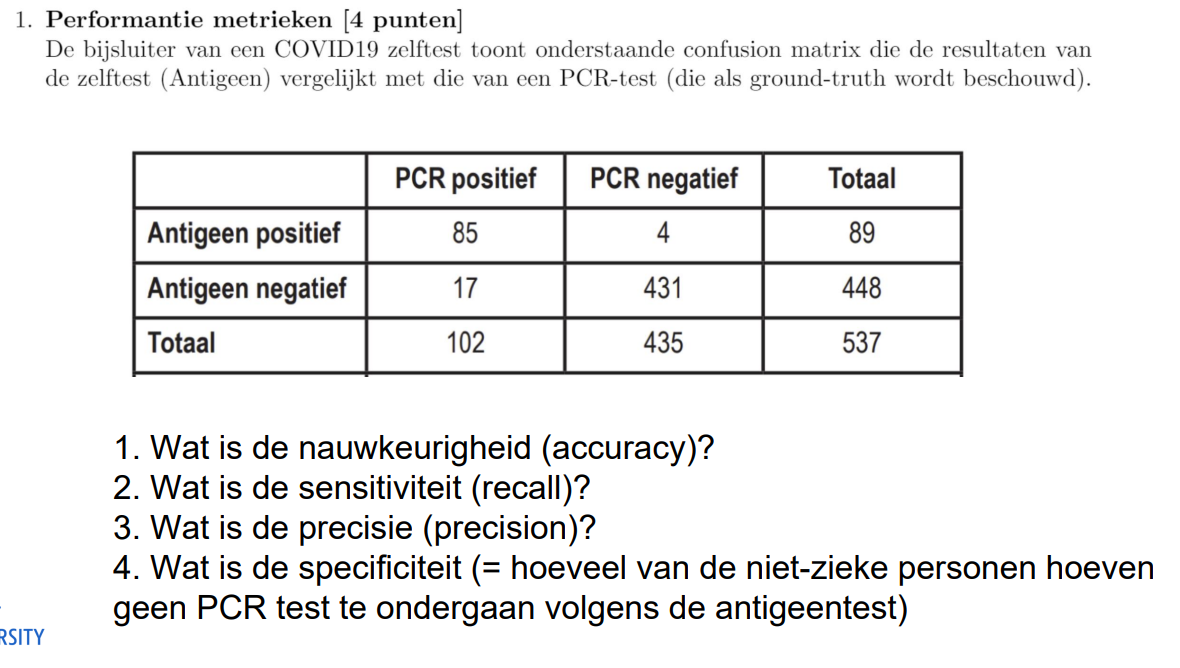 1. Performantie metrieken [4 punten]
De bijsluiter van een COVID19 zelftest toont onderstaande confusion matrix die de resultaten van
de zelftest (Antigeen) vergelijkt met die van een PCR-test (die als ground-truth wordt beschouwd).
PCR positief PCR negatief Totaal
Antigeen positief 85 4 89
Antigeen negatief 17 431 448
Totaal 102 435 537
1. Wat is de nauwkeurigheid (accuracy)?
2. Wat is de sensitiviteit (recall)?
3. Wat is de precisie (precision)?
4. Wat is de specificiteit (= hoeveel van de niet-zieke personen hoeven
geen PCR test te ondergaan volgens de antigeentest)
RSITY